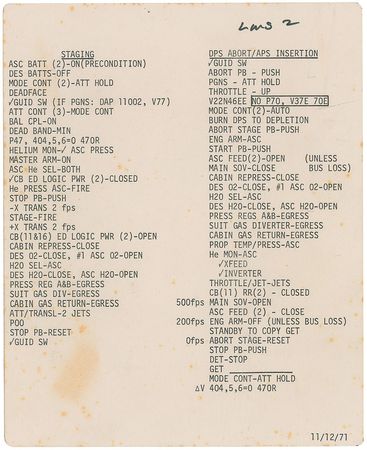 LMS 2
STAGING
ASC BATT (2)-ON(PRECONDITION)
DES BATTS-OFF
MODE CONT (2)-ATT HOLD
DEADFACE
✓GUID SW (IF PGNS: DAP 11002, V77)
ATT CONT (3)-MODE CONT
BAL CPL-ON
DEAD BAND-MIN
P47, 404,5,6=0 470R
HELIUM MON-✓ ASC PRESS
MASTER ARM-ON
ASC He SEL-BOTH
✓CB ED LOGIC PWR (2)-CLOSED
He PRESS ASC-FIRE
STOP PB-PUSH
-X TRANS 2 fps
STAGE-FIRE
+X TRANS 2 fps
CB(11&16) ED LOGIC PWR (2)-OPEN
CABIN REPRESS-CLOSE
DES O2-CLOSE, #1 ASC O2-OPEN
H2O SEL-ASC
DES H2O-CLOSE, ASC H2O-OPEN
PRESS REG A&B-EGRESS
SUIT GAS DIV-EGRESS
CABIN GAS RETURN-EGRESS
ATT/TRANSL-2 JETS
POO
STOP PB-RESET
✓GUID SW
DPS ABORT/APS INSERTION
✓GUID SW
ABORT PB - PUSH
PGNS - ATT HOLD
THROTTLE - UP
V22N46EE NO P70, V37E 70E
MODE CONT(2)-AUTO
BURN DPS TO DEPLETION
ABORT STAGE PB-PUSH
ENG ARM-ASC
START PB-PUSH
ASC FEED(2)-OPEN (UNLESS
MAIN SOV-CLOSE BUS LOSS)
CABIN REPRESS-CLOSE
DES O2-CLOSE, #1 ASC O2-OPEN
H2O SEL-ASC
DES H2O-CLOSE, ASC H2O-OPEN
PRESS REGS A&B-EGRESS
SUIT GAS DIVERTER-EGRESS
CABIN GAS RETURN-EGRESS
PROP TEMP/PRESS-ASC
He MON-ASC
✓XFEED
✓INVERTER
THROTTLE/JET-JETS
CB(11) RR(2) - CLOSED
500fps MAIN SOV-OPEN
ASC FEED (2) - CLOSE
200fps ENG ARM-OFF (UNLESS BUS LOSS)
STANDBY TO COPY GET
0fps ABORT STAGE-RESET
STOP PB-PUSH
DET-STOP
GET
MODE CONT-ATT HOLD
ΔV 404,5,6=0 470R
11/12/71